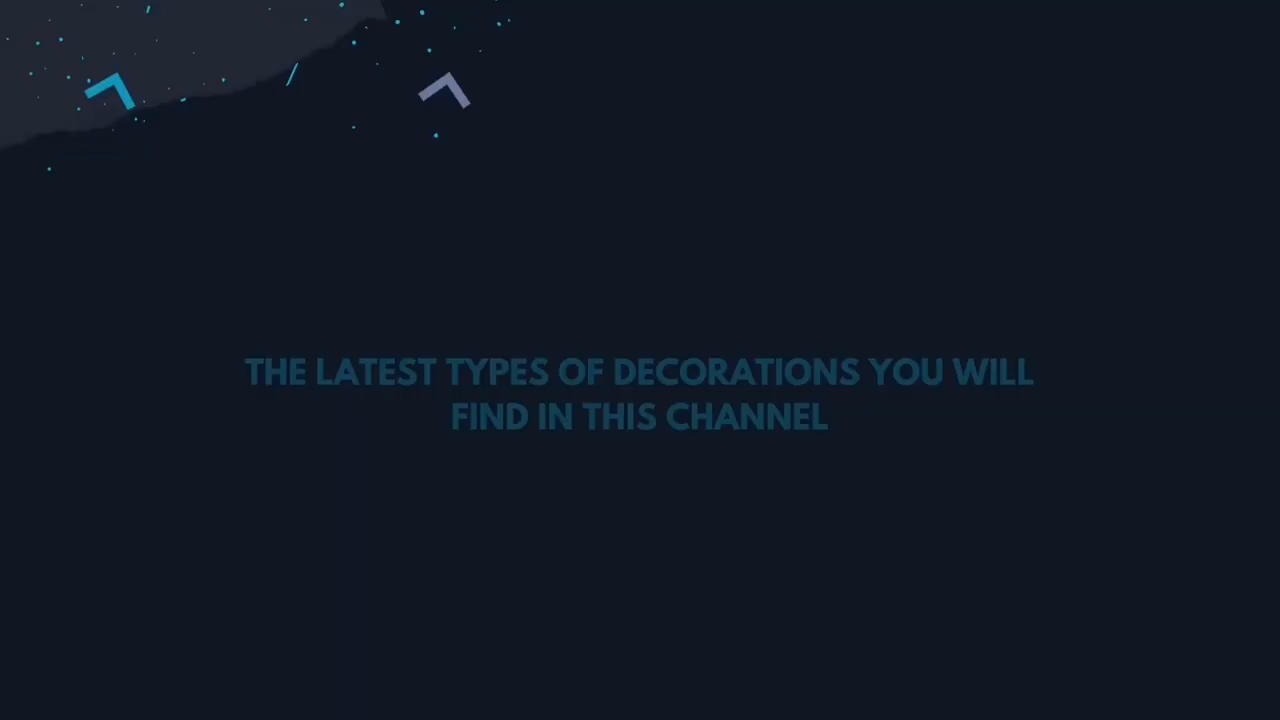 THE LATEST TYPES OF DECORATIONS YOU WILL
FIND IN THIS CHANNEL